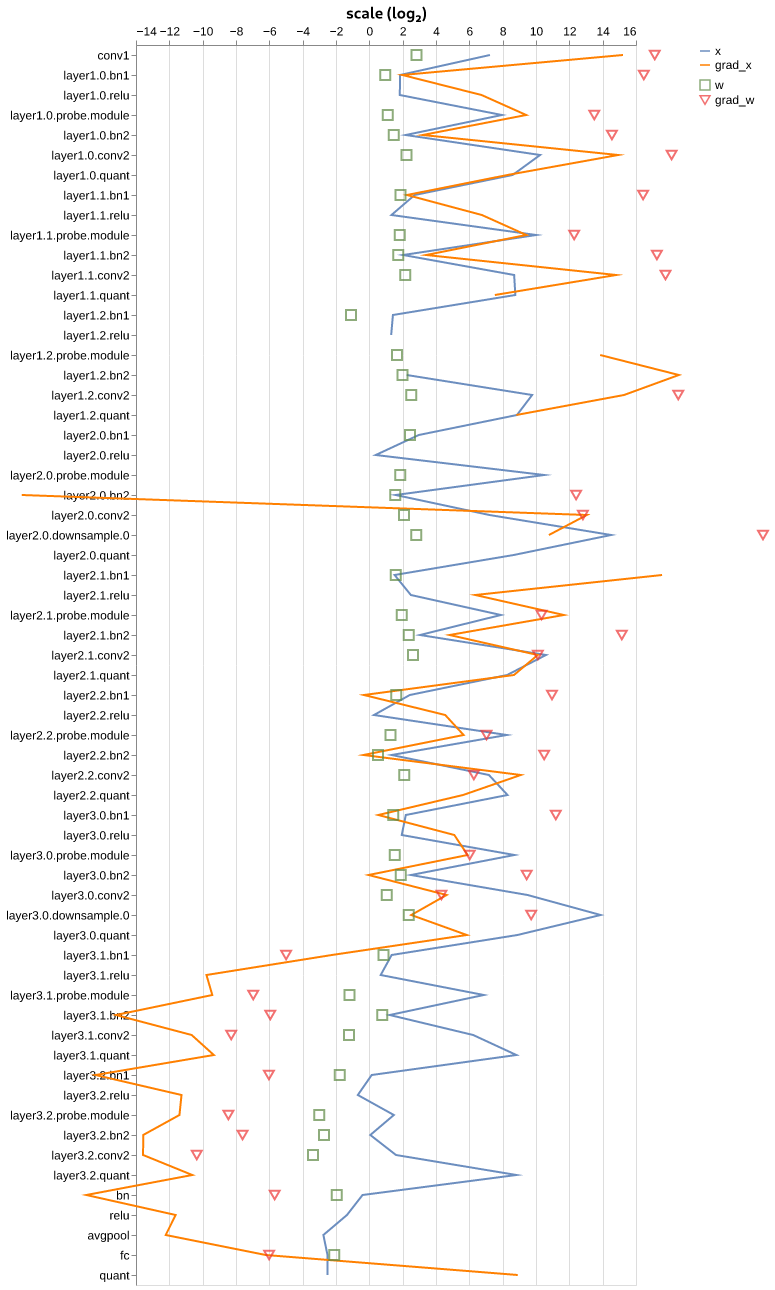 scale (log₂)
−14 −12 −10 −8 −6 −4 −2 0 2 4 6 8 10 12 14 16
x
grad_x
w
grad_w
conv1
layer1.0.bn1
layer1.0.relu
layer1.0.probe.module
layer1.0.bn2
layer1.0.conv2
layer1.0.quant
layer1.1.bn1
layer1.1.relu
layer1.1.probe.module
layer1.1.bn2
layer1.1.conv2
layer1.1.quant
layer1.2.bn1
layer1.2.relu
layer1.2.probe.module
layer1.2.bn2
layer1.2.conv2
layer1.2.quant
layer2.0.bn1
layer2.0.relu
layer2.0.probe.module
layer2.0.bn2
layer2.0.conv2
layer2.0.downsample.0
layer2.0.quant
layer2.1.bn1
layer2.1.relu
layer2.1.probe.module
layer2.1.bn2
layer2.1.conv2
layer2.1.quant
layer2.2.bn1
layer2.2.relu
layer2.2.probe.module
layer2.2.bn2
layer2.2.conv2
layer2.2.quant
layer3.0.bn1
layer3.0.relu
layer3.0.probe.module
layer3.0.bn2
layer3.0.conv2
layer3.0.downsample.0
layer3.0.quant
layer3.1.bn1
layer3.1.relu
layer3.1.probe.module
layer3.1.bn2
layer3.1.conv2
layer3.1.quant
layer3.2.bn1
layer3.2.relu
layer3.2.probe.module
layer3.2.bn2
layer3.2.conv2
layer3.2.quant
bn
relu
avgpool
fc
quant